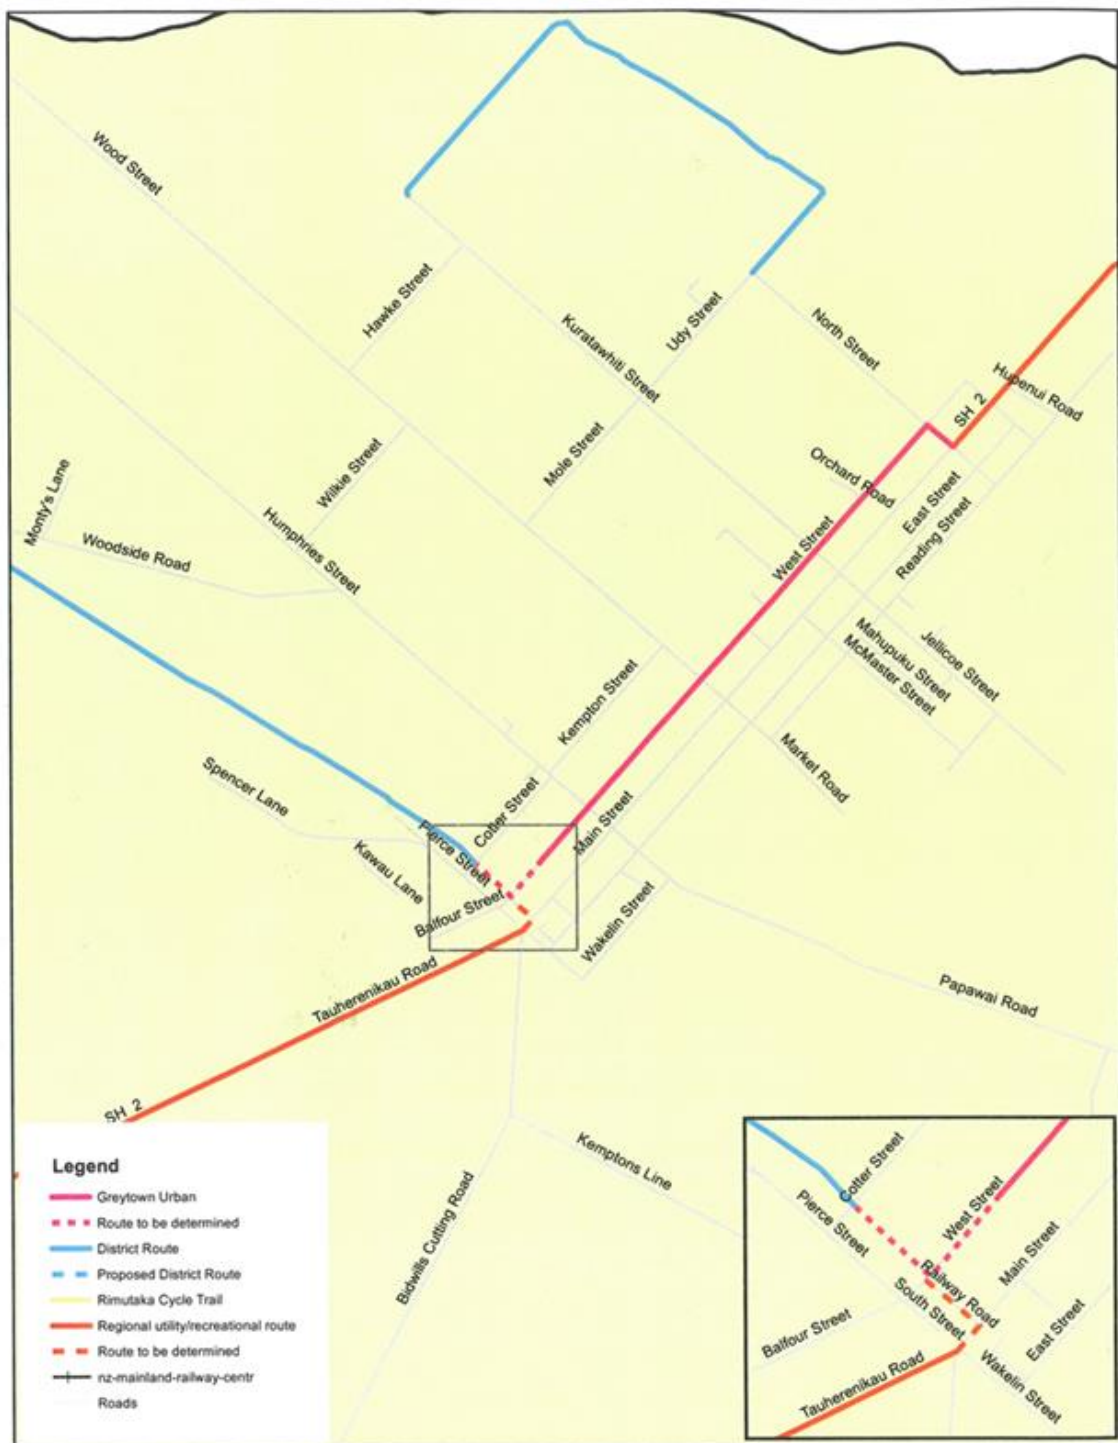 Wood Street
Hawke Street
Udy Street
Kuratawhiti Street
North Street
Hupenui Road
SH 2
Orchard Road
Mole Street
Wilkie Street
East Street
Monty's Lane
Reading Street
Humphries Street
West Street
Woodside Road
Jellicoe Street
Mahupuku Street
McMaster Street
Kempton Street
Market Road
Spencer Lane
Cotter Street
Main Street
Pierce Street
Kawau Lane
Balfour Street
Wakelin Street
Tauherenikau Road
Papawai Road
SH 2
Kemptons Line
Bidwills Cutting Road
Legend
Greytown Urban
Route to be determined
District Route
Proposed District Route
Rimutaka Cycle Trail
Regional utility/recreational route
Route to be determined
nz-mainland-railway-centr
Roads
Cotter Street
Pierce Street
West Street
Main Street
Railway Road
South Street
Balfour Street
East Street
Tauherenikau Road
Wakelin Street